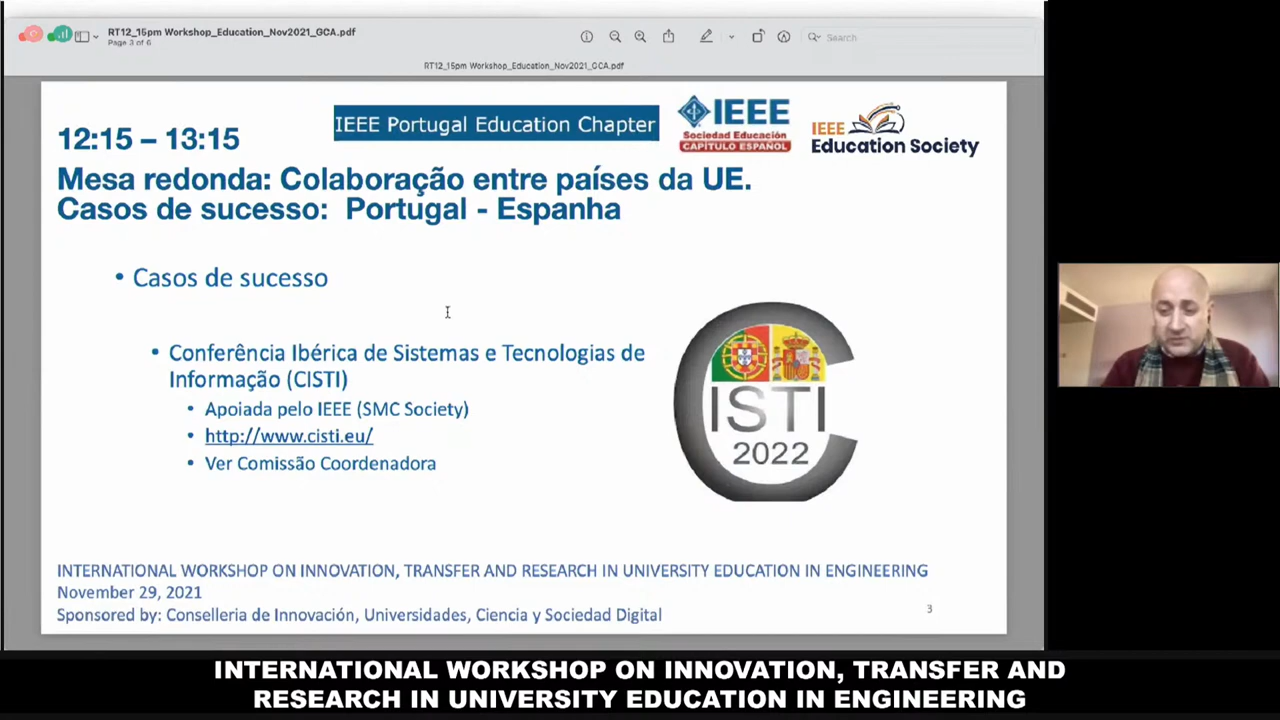 RT12_15pm Workshop_Education_Nov2021_GCA.pdf
Page 3 of 6
Search
RT12_15pm Workshop_Education_Nov2021_GCA.pdf
IEEE Portugal Education Chapter
IEEE
Sociedad Educación
CAPÍTULO ESPAÑOL
IEEE
Education Society
12:15 – 13:15
Mesa redonda: Colaboração entre países da UE.
Casos de sucesso: Portugal - Espanha
• Casos de sucesso
• Conferência Ibérica de Sistemas e Tecnologias de
Informação (CISTI)
• Apoiada pelo IEEE (SMC Society)
• http://www.cisti.eu/
• Ver Comissão Coordenadora
CISTI
2022
INTERNATIONAL WORKSHOP ON INNOVATION, TRANSFER AND RESEARCH IN UNIVERSITY EDUCATION IN ENGINEERING
November 29, 2021
Sponsored by: Conselleria de Innovación, Universidades, Ciencia y Sociedad Digital
3
INTERNATIONAL WORKSHOP ON INNOVATION, TRANSFER AND
RESEARCH IN UNIVERSITY EDUCATION IN ENGINEERING